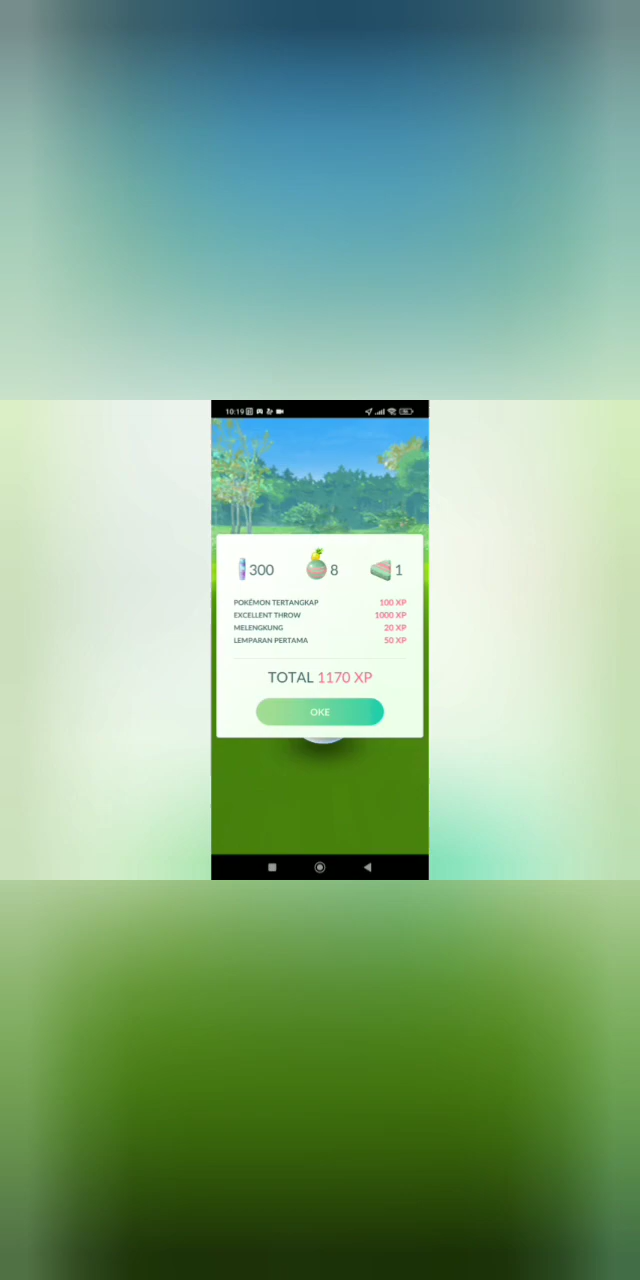 10:19
300 8 1
POKÉMON TERTANGKAP 100 XP
EXCELLENT THROW 1000 XP
MELENGKUNG 20 XP
LEMPARAN PERTAMA 50 XP
TOTAL 1170 XP
OKE